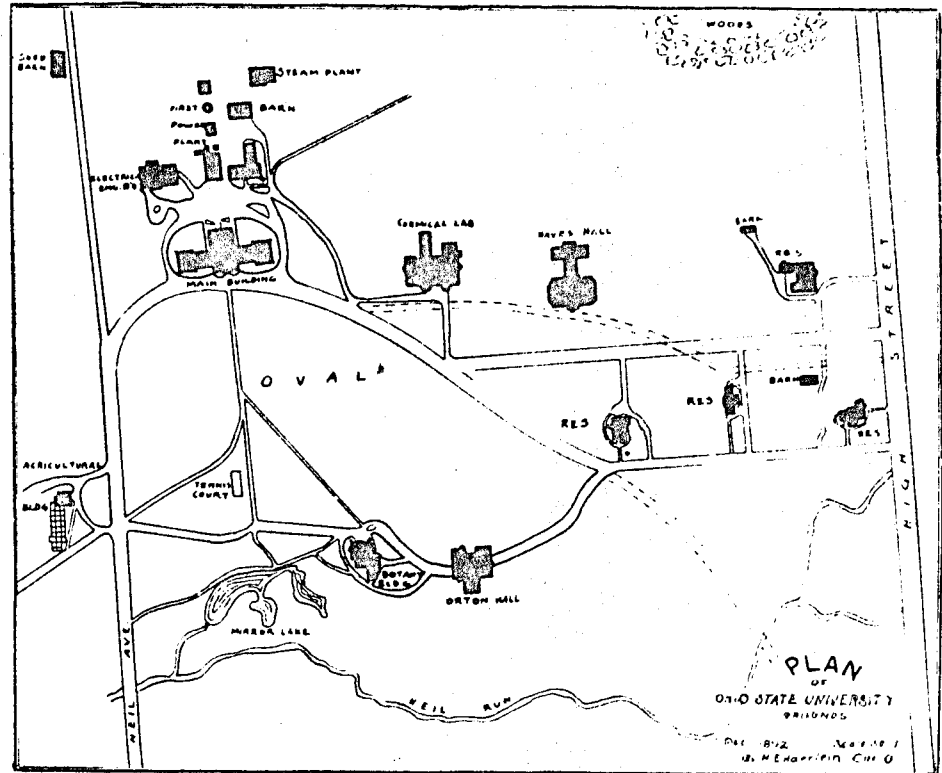 WOODS
BARN
STEAM PLANT
FIRST
BARN
POWER
PLANT
ELECTRICAL
ENG. B'D
CHEMICAL LAB
HAYES HALL
BARN
RES
MAIN BUILDING
OVAL
BARN
RES
RES
RES
HIGH STREET
AGRICULTURAL
BLDG
TENNIS
COURT
BOTANY
BLDG
ORTON HALL
MIRROR LAKE
NEIL AVE
NEIL RUN
PLAN
OF
OHIO STATE UNIVERSITY
GROUNDS